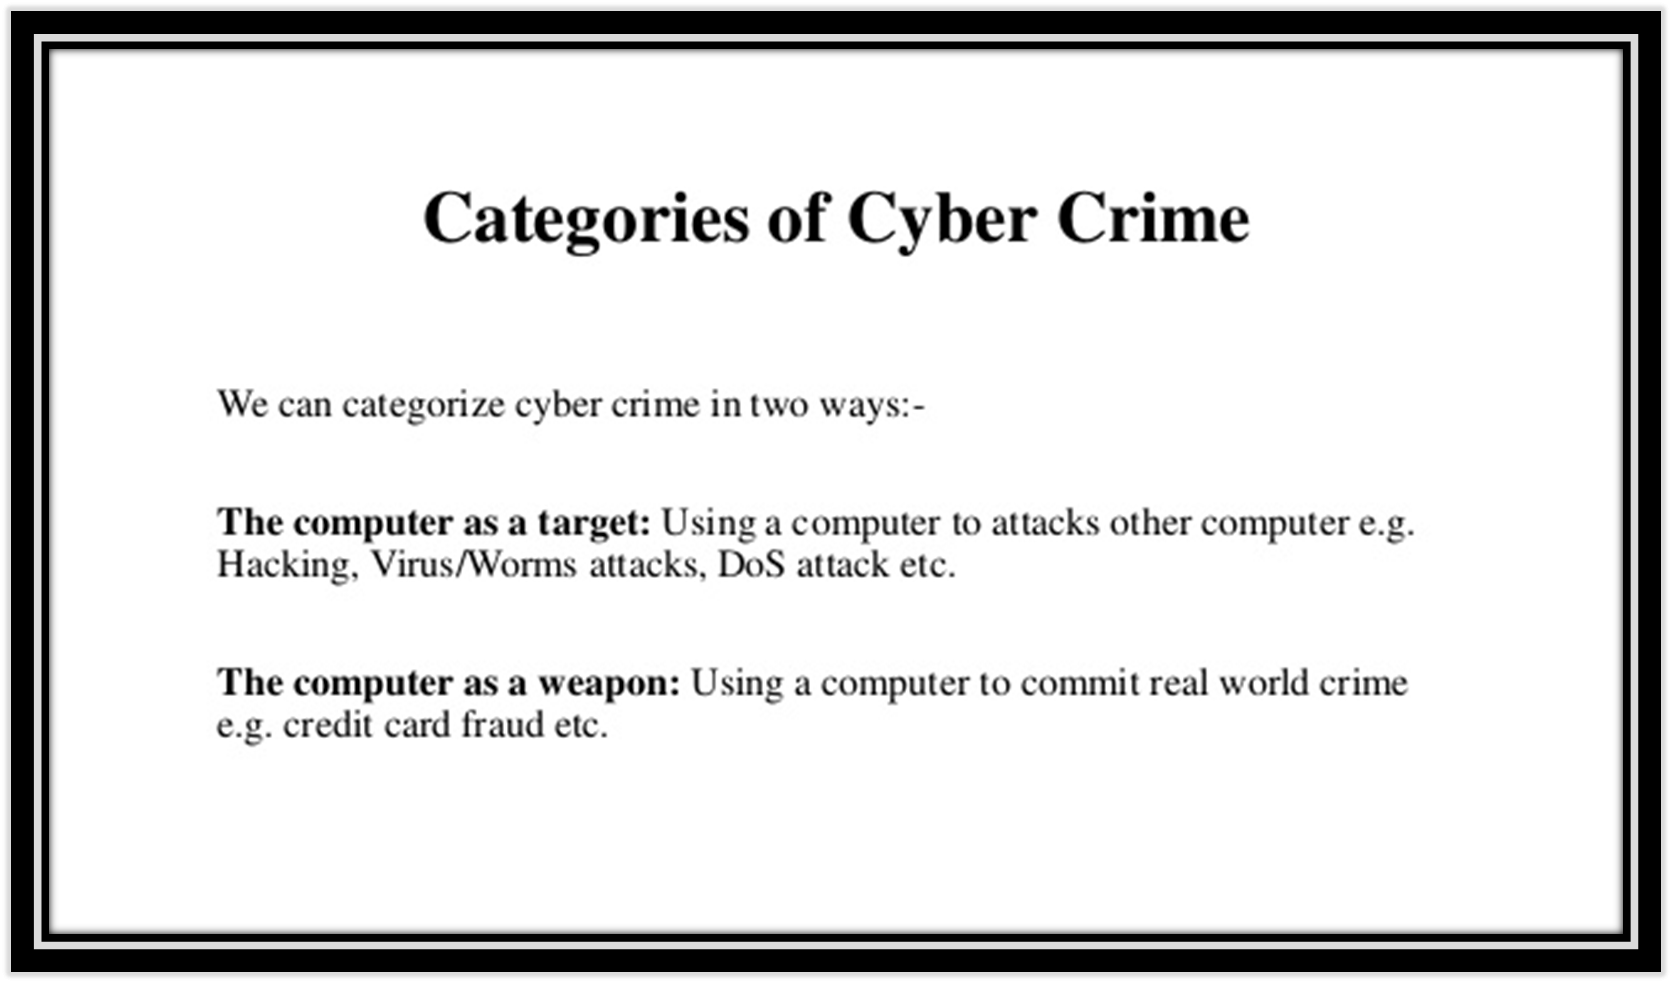 Categories of Cyber Crime
We can categorize cyber crime in two ways:-
The computer as a target: Using a computer to attacks other computer e.g.
Hacking, Virus/Worms attacks, DoS attack etc.
The computer as a weapon: Using a computer to commit real world crime
e.g. credit card fraud etc.